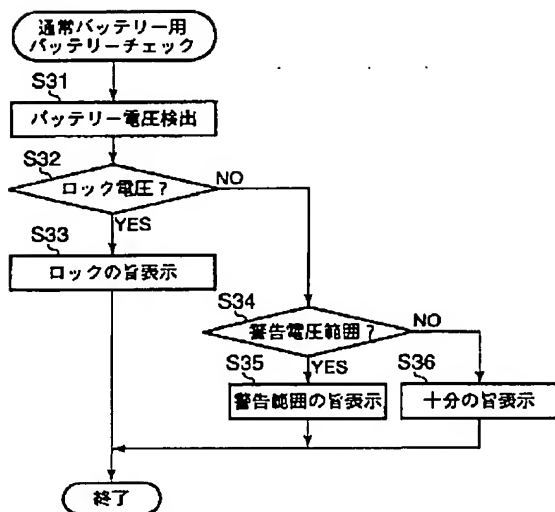 通常バッテリー用
バッテリーチェック
S31
バッテリー電圧検出
S32
ロック電圧？
NO
YES
S33
ロックの旨表示
S34
警告電圧範囲？
NO
YES
S35
警告範囲の旨表示
S36
十分の旨表示
終了